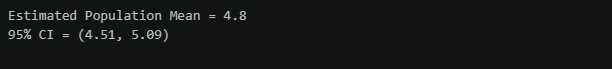 Estimated Population Mean = 4.8
95% CI = (4.51, 5.09)